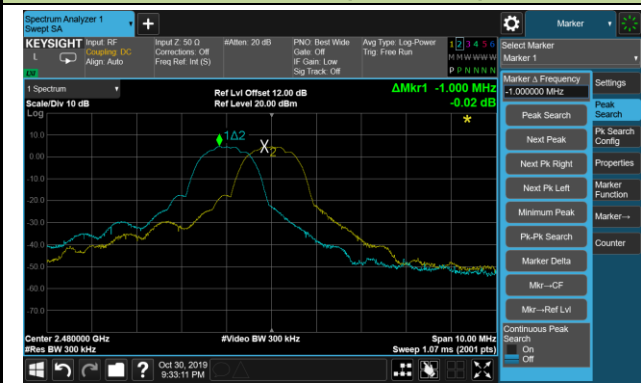 Spectrum Analyzer 1
Swept SA
+
Marker
KEYSIGHT
L
Input: RF
Coupling: DC
Align: Auto
Input Z: 50 Ω
Corrections: Off
Freq Ref: Int (S)
#Atten: 20 dB
PNO: Best Wide
Gate: Off
IF Gain: Low
Sig Track: Off
Avg Type: Log-Power
Trig: Free Run
1 2 3 4 5 6
M M W W W W
P P N N N N
Select Marker
Marker 1
1 Spectrum
Scale/Div 10 dB
Ref Lvl Offset 12.00 dB
Ref Level 20.00 dBm
ΔMkr1 -1.000 MHz
-0.02 dB
Log
10.0
0.00
-10.0
-20.0
-30.0
-40.0
-50.0
-60.0
-70.0
1Δ2
2
Center 2.480000 GHz
#Res BW 300 kHz
#Video BW 300 kHz
Span 10.00 MHz
Sweep 1.07 ms (2001 pts)
Marker Δ Frequency
-1.000000 MHz
Peak Search
Next Peak
Next Pk Right
Next Pk Left
Minimum Peak
Pk-Pk Search
Marker Delta
Mkr→CF
Mkr→Ref Lvl
Continuous Peak
Search
On
Off
Settings
Peak
Search
Pk Search
Config
Properties
Marker
Function
Marker→
Counter
?
Oct 30, 2019
9:33:11 PM